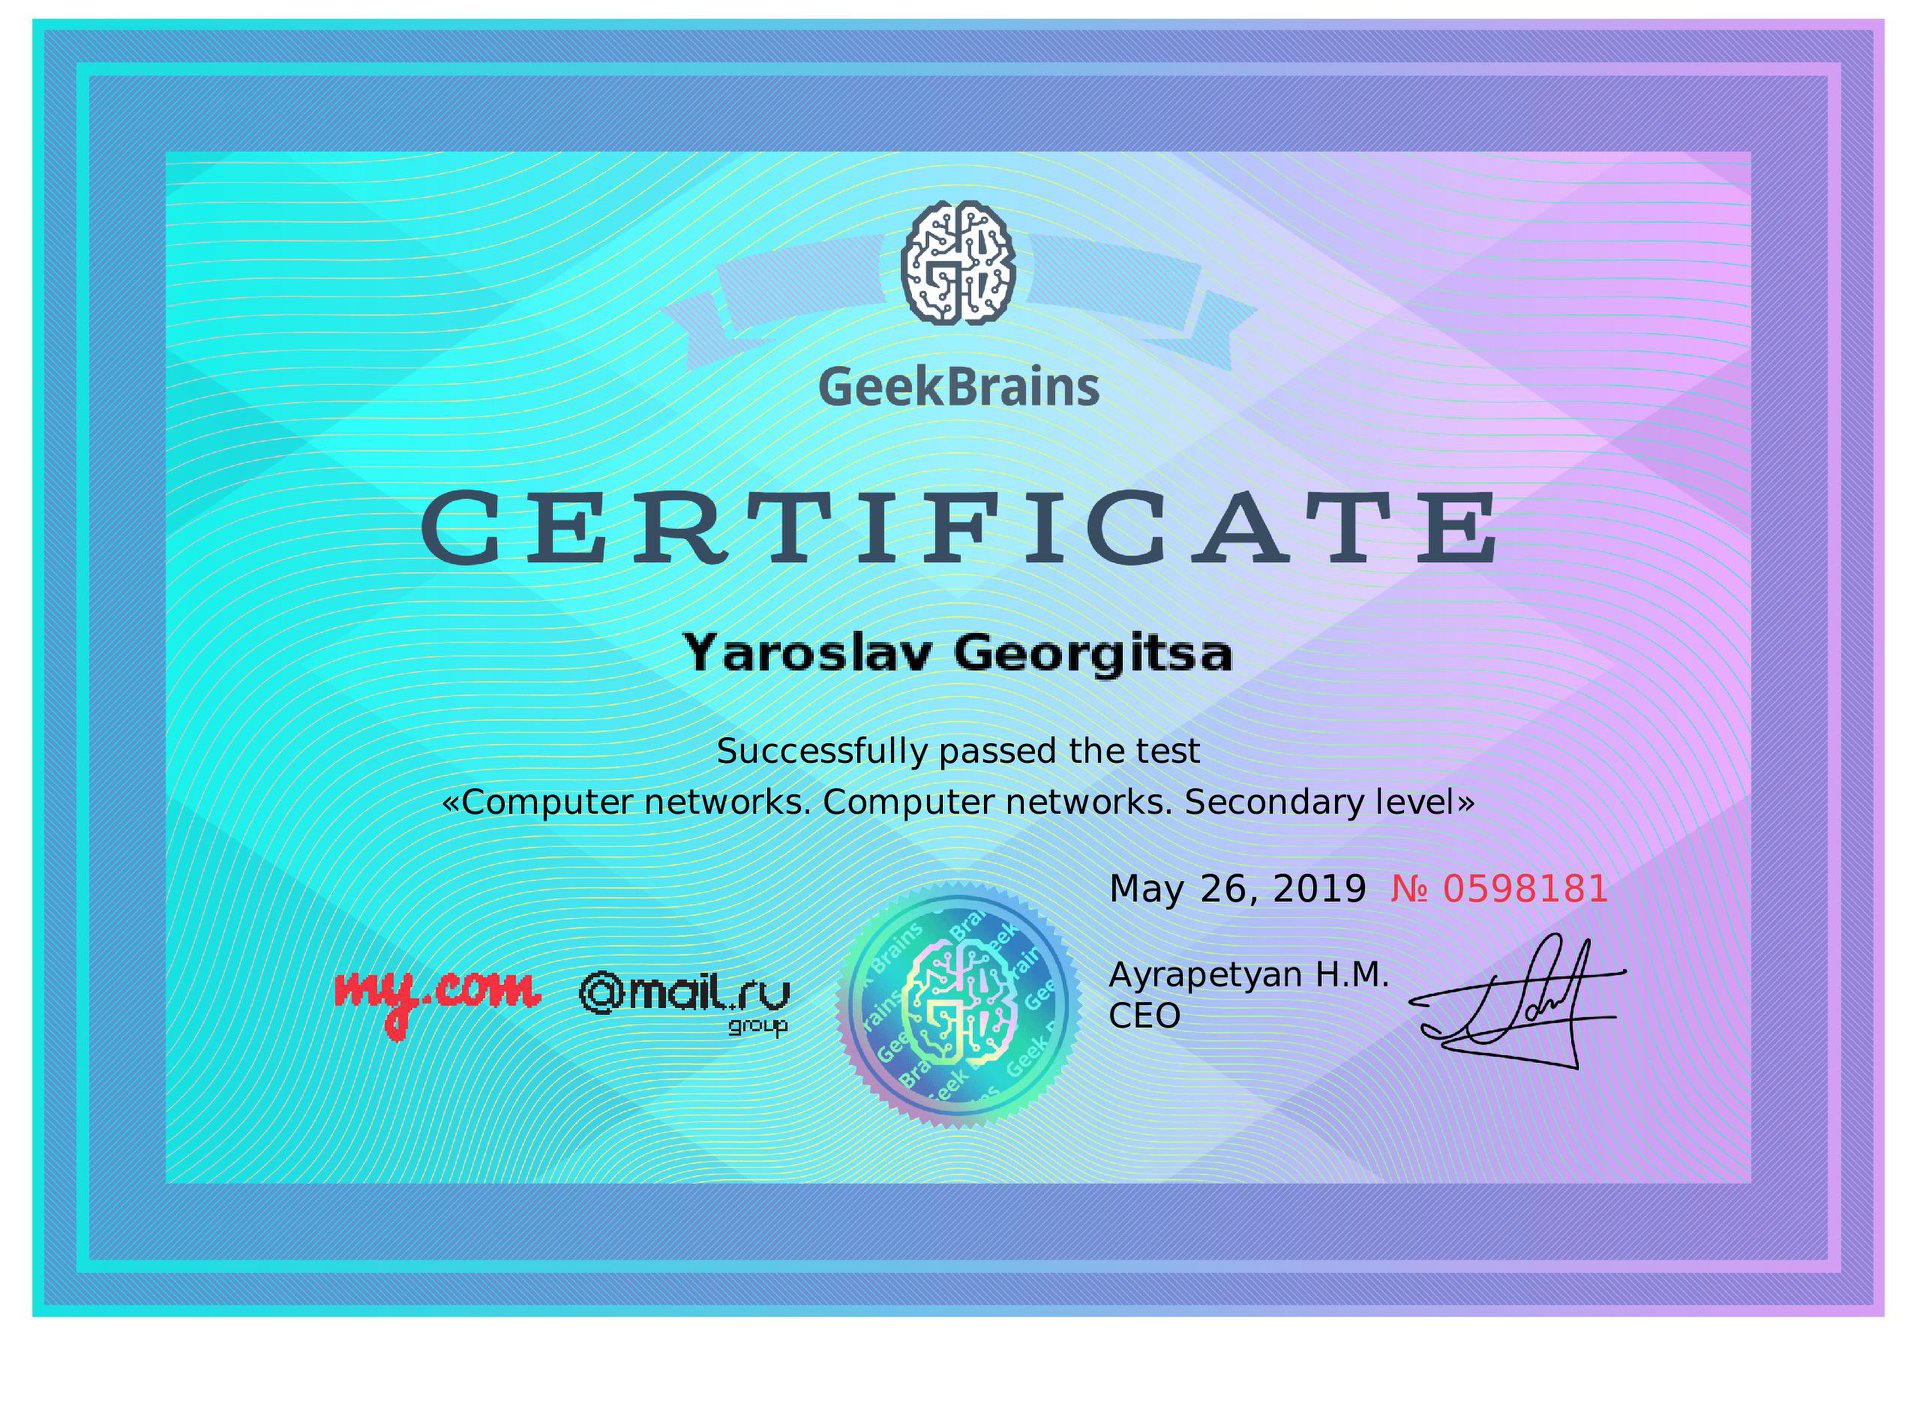 GeekBrains
CERTIFICATE
Yaroslav Georgitsa
Successfully passed the test
«Computer networks. Computer networks. Secondary level»
May 26, 2019 № 0598181
my.com @mail.ru
group
Ayrapetyan H.M.
CEO